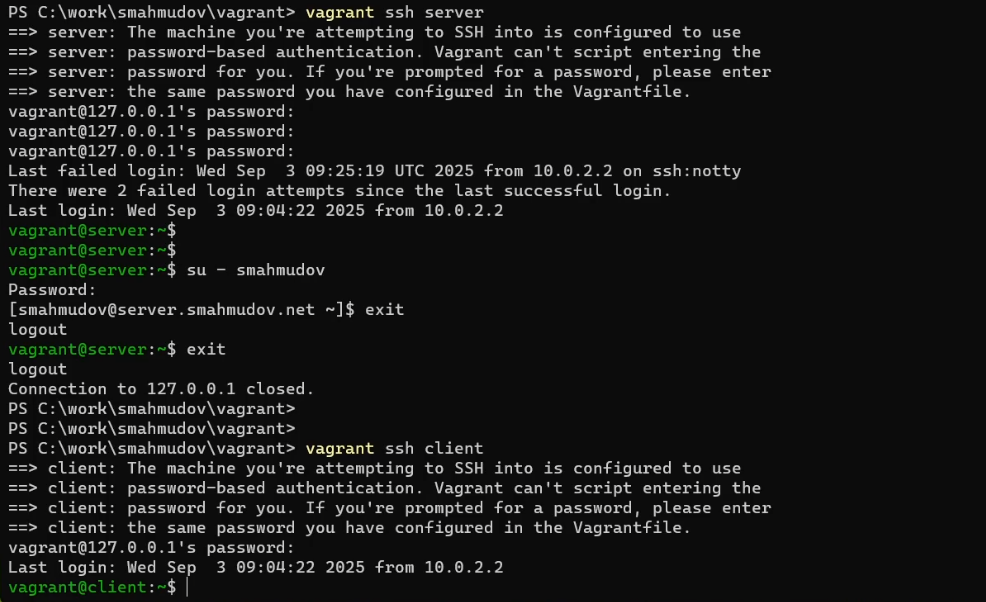 PS C:\work\smahmudov\vagrant> vagrant ssh server
==> server: The machine you're attempting to SSH into is configured to use
==> server: password-based authentication. Vagrant can't script entering the
==> server: password for you. If you're prompted for a password, please enter
==> server: the same password you have configured in the Vagrantfile.
vagrant@127.0.0.1's password:
vagrant@127.0.0.1's password:
vagrant@127.0.0.1's password:
Last failed login: Wed Sep  3 09:25:19 UTC 2025 from 10.0.2.2 on ssh:notty
There were 2 failed login attempts since the last successful login.
Last login: Wed Sep  3 09:04:22 2025 from 10.0.2.2
vagrant@server:~$
vagrant@server:~$
vagrant@server:~$ su - smahmudov
Password:
[smahmudov@server.smahmudov.net ~]$ exit
logout
vagrant@server:~$ exit
logout
Connection to 127.0.0.1 closed.
PS C:\work\smahmudov\vagrant>
PS C:\work\smahmudov\vagrant>
PS C:\work\smahmudov\vagrant> vagrant ssh client
==> client: The machine you're attempting to SSH into is configured to use
==> client: password-based authentication. Vagrant can't script entering the
==> client: password for you. If you're prompted for a password, please enter
==> client: the same password you have configured in the Vagrantfile.
vagrant@127.0.0.1's password:
Last login: Wed Sep  3 09:04:22 2025 from 10.0.2.2
vagrant@client:~$